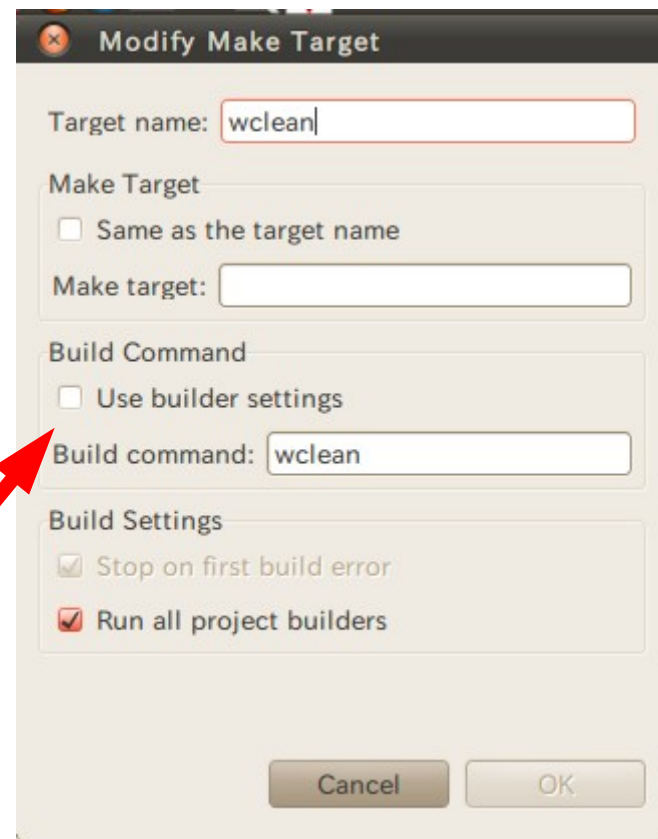 Modify Make Target
Target name: wclean
Make Target
Same as the target name
Make target:
Build Command
Use builder settings
Build command: wclean
Build Settings
Stop on first build error
Run all project builders
Cancel OK